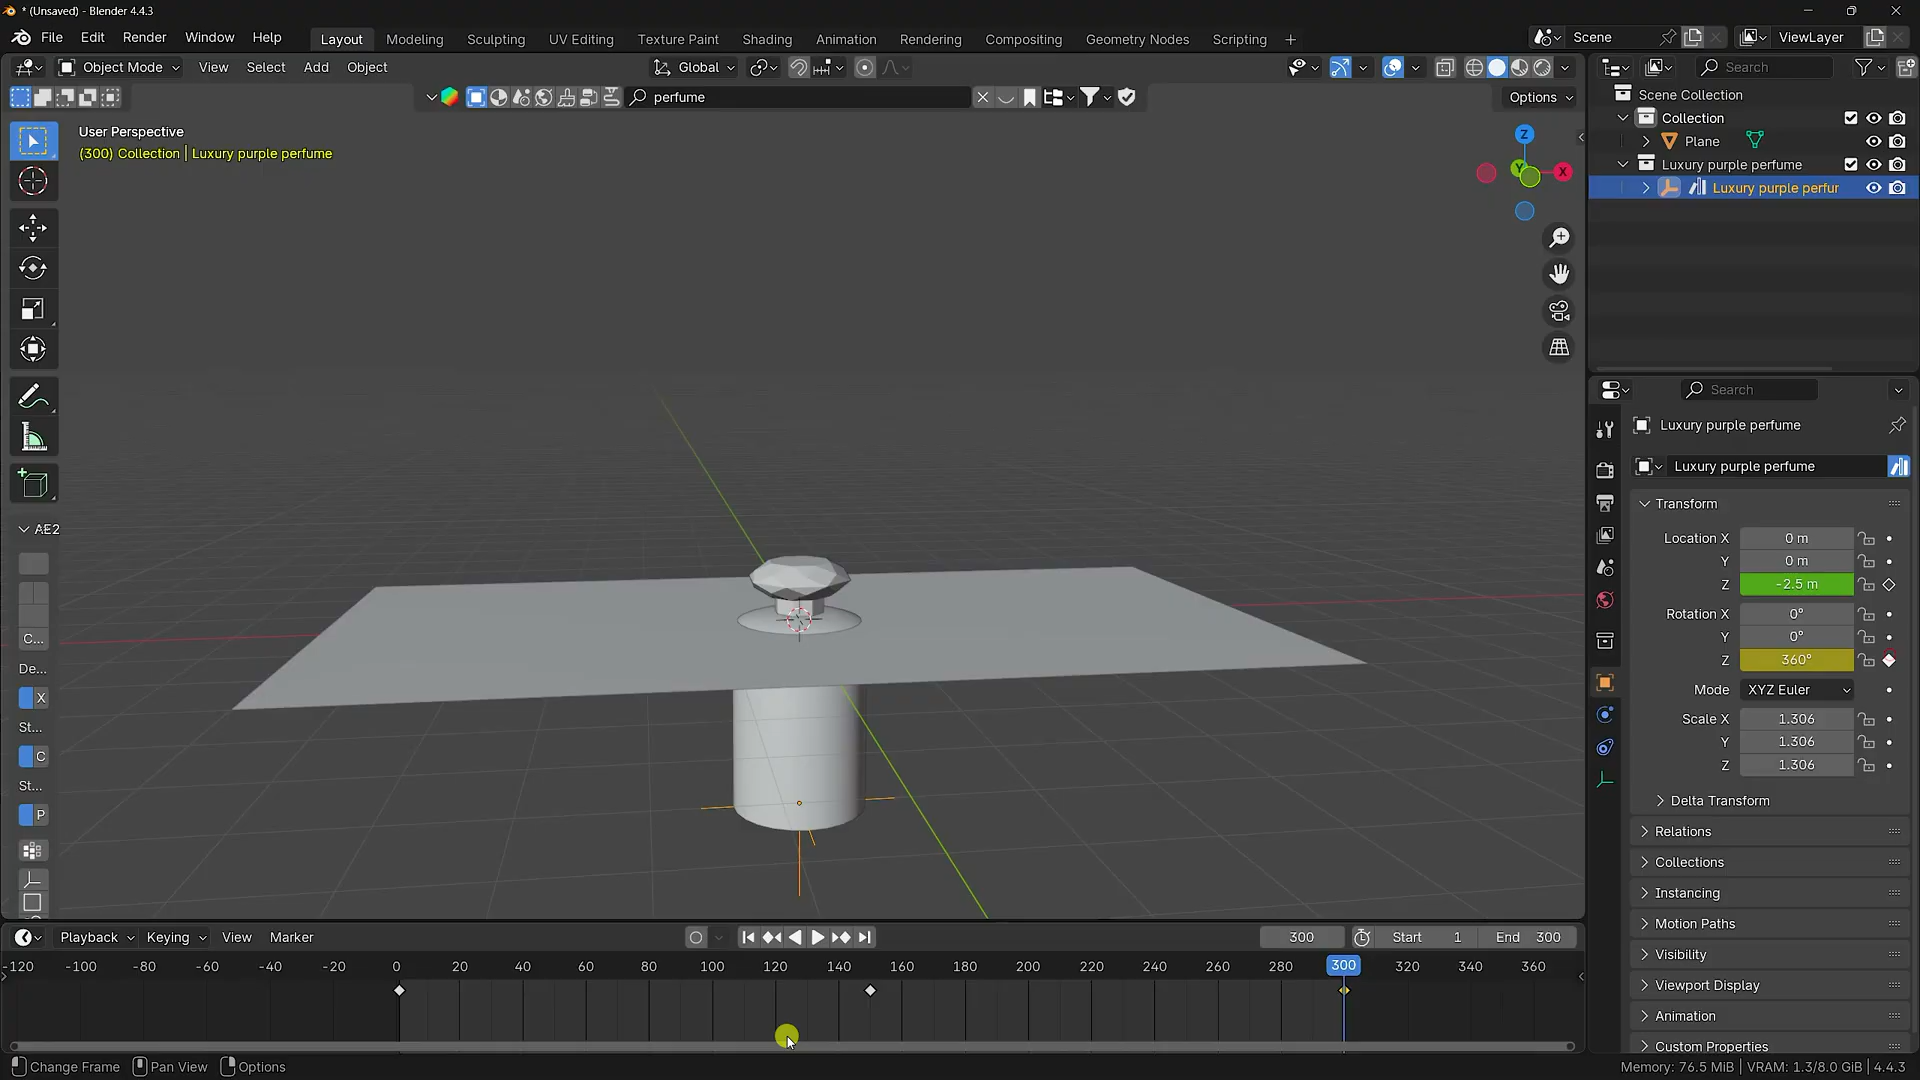 * (Unsaved) - Blender 4.4.3
File Edit Render Window Help
Layout Modeling Sculpting UV Editing Texture Paint Shading Animation Rendering Compositing Geometry Nodes Scripting +
Scene
ViewLayer
Object Mode View Select Add Object
Global
Search
perfume
Options
User Perspective
(300) Collection | Luxury purple perfume
Z
Y
X
Scene Collection
Collection
Plane
Luxury purple perfume
Luxury purple perfur
AE2
C...
De...
X
St...
C
St...
P
Search
Luxury purple perfume
Luxury purple perfume
Transform
Location X 0 m
Y 0 m
Z -2.5 m
Rotation X 0°
Y 0°
Z 360°
Mode XYZ Euler
Scale X 1.306
Y 1.306
Z 1.306
Delta Transform
Relations
Collections
Instancing
Motion Paths
Visibility
Viewport Display
Animation
Custom Properties
Playback Keying View Marker
300 Start 1 End 300
-120 -100 -80 -60 -40 -20 0 20 40 60 80 100 120 140 160 180 200 220 240 260 280 300 320 340 360
Change Frame Pan View Options
Memory: 76.5 MiB | VRAM: 1.3/8.0 GiB | 4.4.3